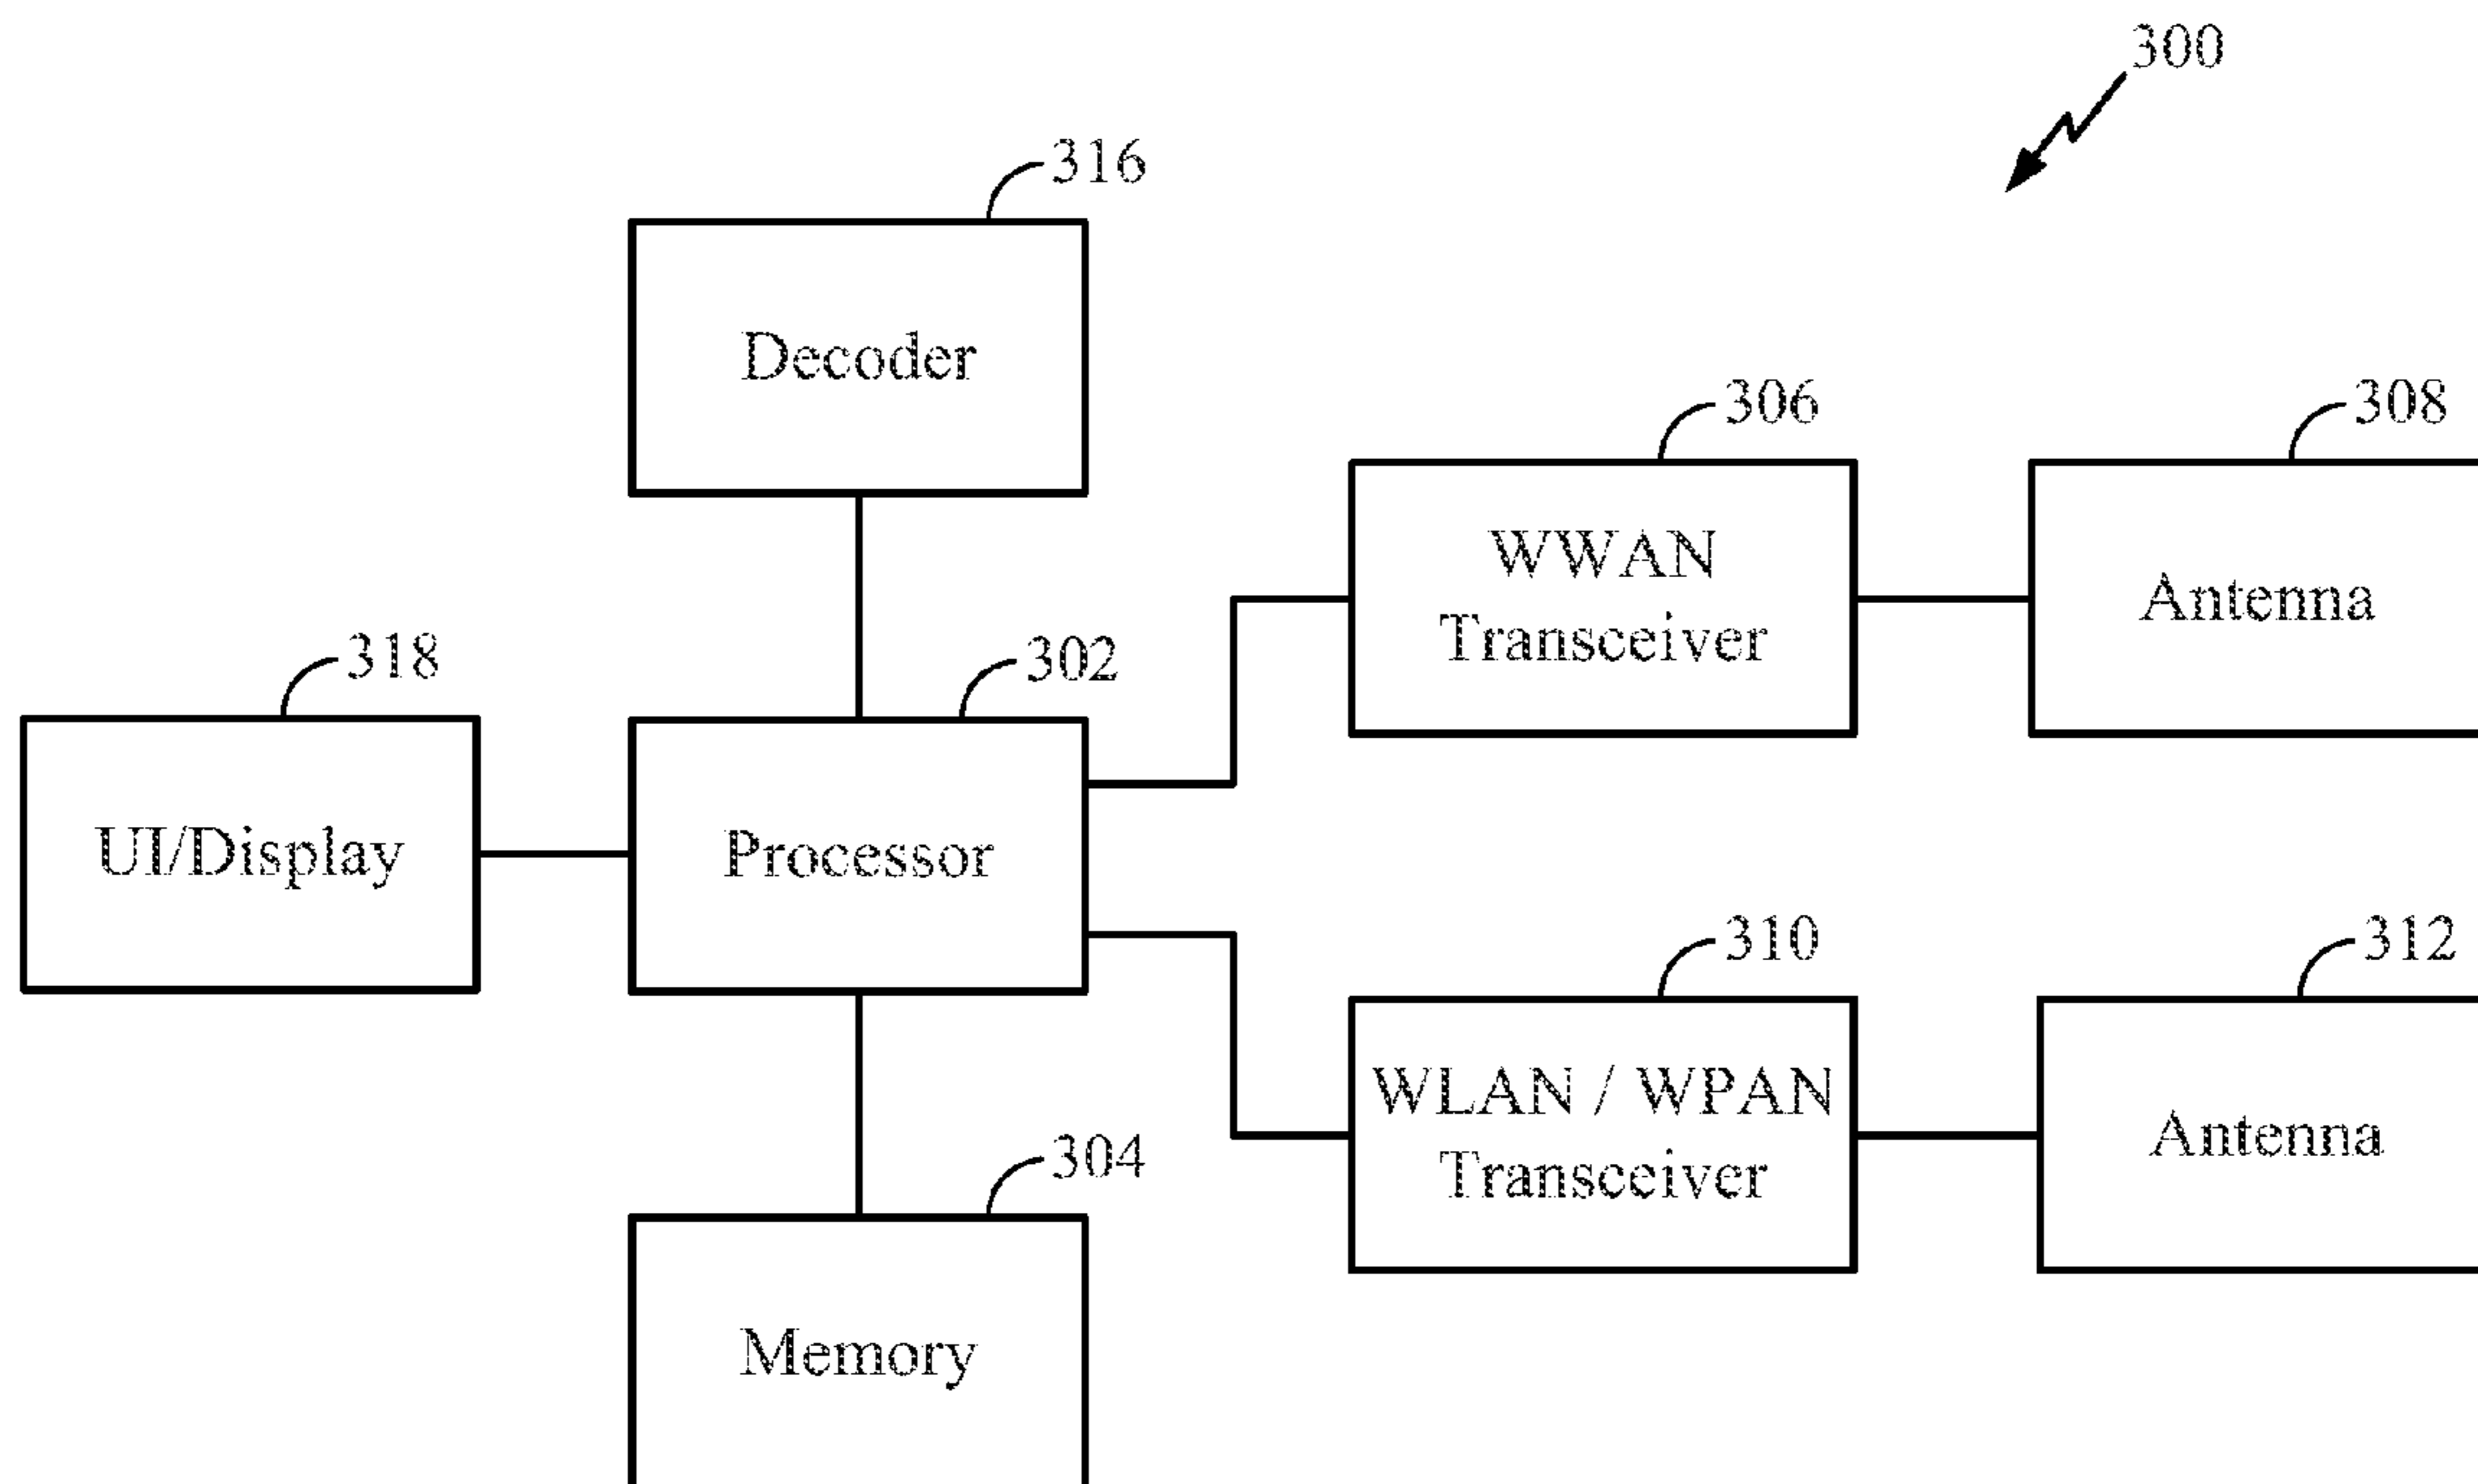 300
316
Decoder
306
308
WWAN
Transceiver
Antenna
318
302
UI/Display
Processor
310
312
WLAN / WPAN
Transceiver
Antenna
304
Memory